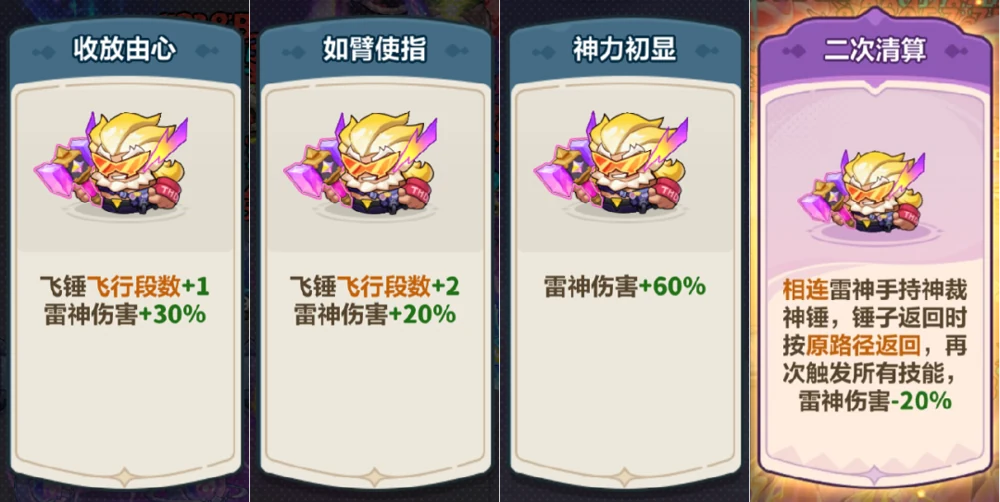 收放由心
飞锤飞行段数+1
雷神伤害+30%
如臂使指
飞锤飞行段数+2
雷神伤害+20%
神力初显
雷神伤害+60%
二次清算
相连雷神手持神裁
神锤，锤子返回时
按原路径返回，再
次触发所有技能，
雷神伤害-20%